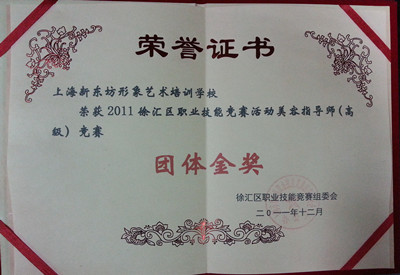 荣誉证书
上海新东坊形象艺术培训学校
荣获2011徐汇区职业技能竞赛活动美容指导师(高
级)竞赛
团体金奖
徐汇区职业技能竞赛组委会
二〇一一年十二月